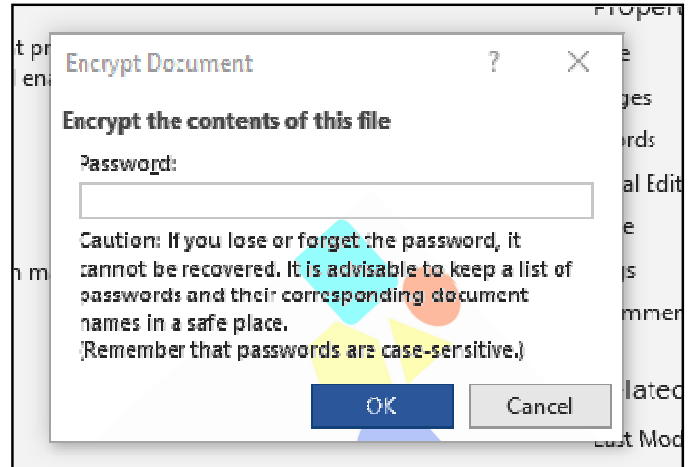 Encrypt Document ? ×
Encrypt the contents of this file
Password:
Caution: If you lose or forget the password, it
cannot be recovered. It is advisable to keep a list of
passwords and their corresponding document
names in a safe place.
(Remember that passwords are case-sensitive.)
OK Cancel